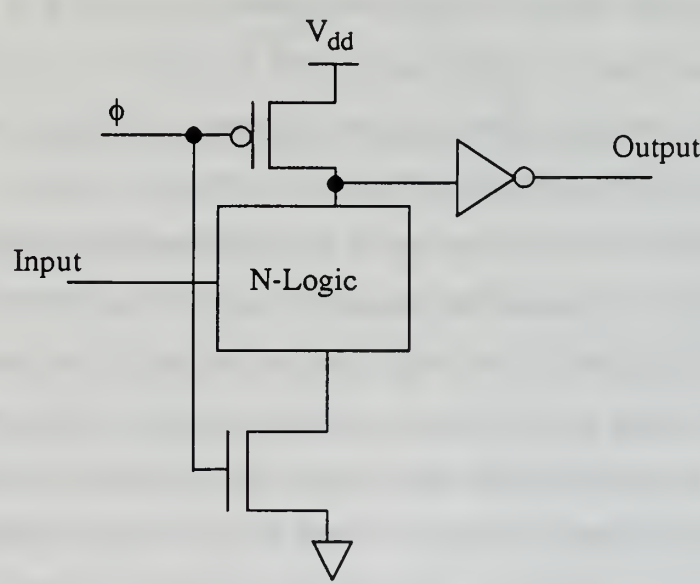 V_dd
ϕ
Output
Input
N-Logic